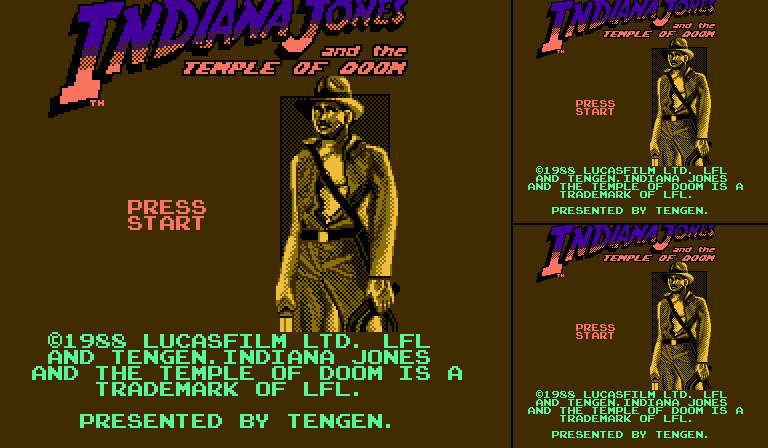 INDIANA JONES
and the
TEMPLE OF DOOM
TM
PRESS
START
©1988 LUCASFILM LTD. LFL
AND TENGEN.INDIANA JONES
AND THE TEMPLE OF DOOM IS A
TRADEMARK OF LFL.
PRESENTED BY TENGEN.
INDIANA JONES
and the
TEMPLE OF DOOM
TM
PRESS
START
©1988 LUCASFILM LTD. LFL
AND TENGEN.INDIANA JONES
AND THE TEMPLE OF DOOM IS A
TRADEMARK OF LFL.
PRESENTED BY TENGEN.
INDIANA JONES
and the
TEMPLE OF DOOM
TM
PRESS
START
©1988 LUCASFILM LTD. LFL
AND TENGEN.INDIANA JONES
AND THE TEMPLE OF DOOM IS A
TRADEMARK OF LFL.
PRESENTED BY TENGEN.